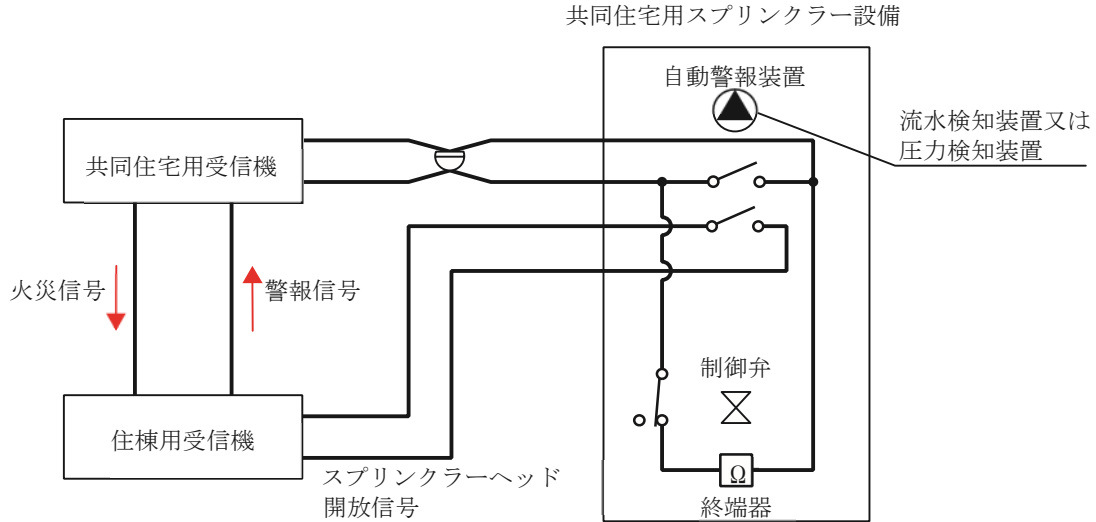 共同住宅用スプリンクラー設備
自動警報装置
流水検知装置又は
圧力検知装置
共同住宅用受信機
火災信号
警報信号
制御弁
住棟用受信機
スプリンクラーヘッド
開放信号
Ω
終端器